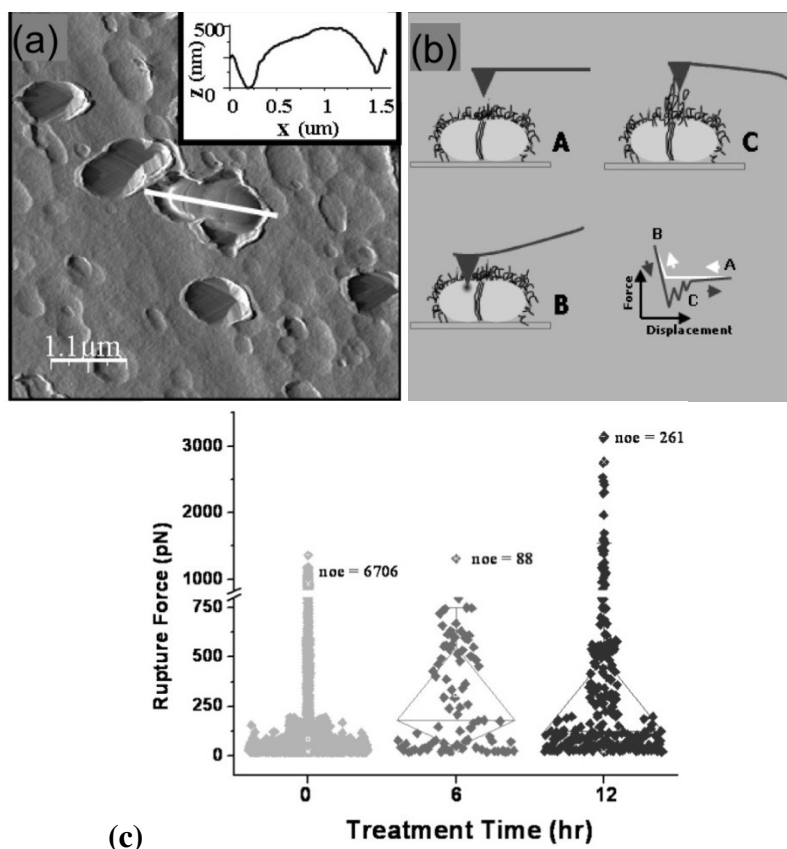 (a)
500
Z (nm)
0
0 0.5 1 1.5
x (um)
1.1µm
(b)
A
C
B
B
A
C
Force
Displacement
3000
2000
1000
750
500
250
0
Rupture Force (pN)
noe = 6706
noe = 88
noe = 261
0 6 12
Treatment Time (hr)
(c)